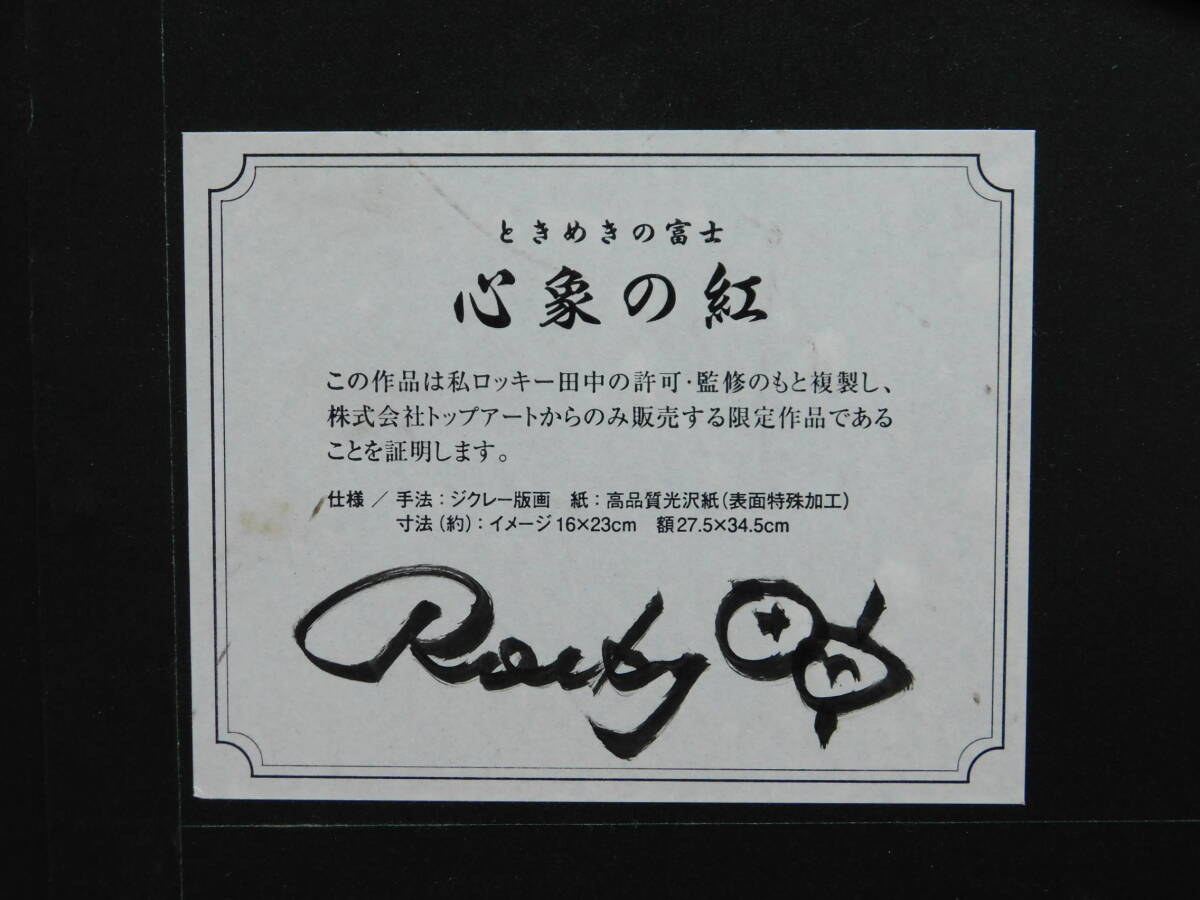 ときめきの富士
心象の紅
この作品は私ロッキー田中の許可・監修のもと複製し、
株式会社トップアートからのみ販売する限定作品である
ことを証明します。
仕様 / 手法：ジクレー版画　紙：高品質光沢紙（表面特殊加工）
寸法（約）：イメージ16×23cm　額27.5×34.5cm
Rocky 田中